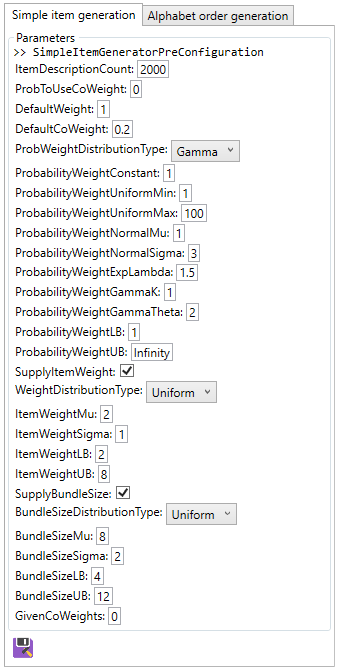 Simple item generation
Alphabet order generation
Parameters
>> SimpleItemGeneratorPreConfiguration
ItemDescriptionCount: 2000
ProbToUseCoWeight: 0
DefaultWeight: 1
DefaultCoWeight: 0.2
ProbWeightDistributionType: Gamma
ProbabilityWeightConstant: 1
ProbabilityWeightUniformMin: 1
ProbabilityWeightUniformMax: 100
ProbabilityWeightNormalMu: 1
ProbabilityWeightNormalSigma: 3
ProbabilityWeightExpLambda: 1.5
ProbabilityWeightGammaK: 1
ProbabilityWeightGammaTheta: 2
ProbabilityWeightLB: 1
ProbabilityWeightUB: Infinity
SupplyItemWeight:
WeightDistributionType: Uniform
ItemWeightMu: 2
ItemWeightSigma: 1
ItemWeightLB: 2
ItemWeightUB: 8
SupplyBundleSize:
BundleSizeDistributionType: Uniform
BundleSizeMu: 8
BundleSizeSigma: 2
BundleSizeLB: 4
BundleSizeUB: 12
GivenCoWeights: 0